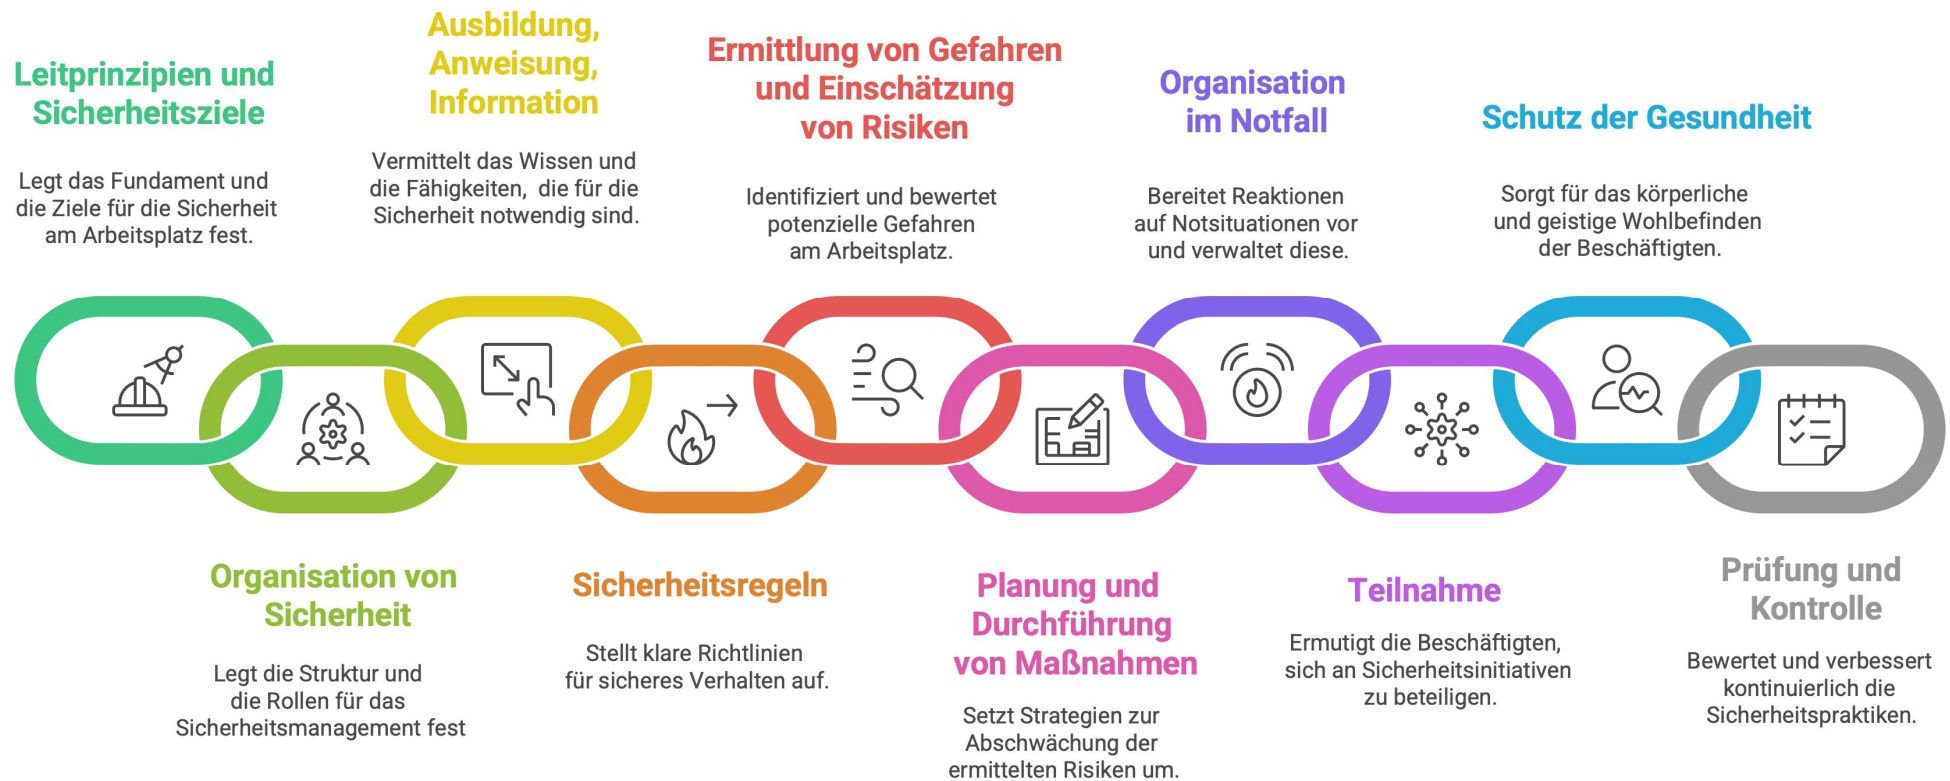 Leitprinzipien und
Sicherheitsziele
Legt das Fundament und
die Ziele für die Sicherheit
am Arbeitsplatz fest.
Organisation von
Sicherheit
Legt die Struktur und
die Rollen für das
Sicherheitsmanagement fest
Ausbildung,
Anweisung,
Information
Vermittelt das Wissen und
die Fähigkeiten, die für die
Sicherheit notwendig sind.
Sicherheitsregeln
Stellt klare Richtlinien
für sicheres Verhalten auf.
Ermittlung von Gefahren
und Einschätzung
von Risiken
Identifiziert und bewertet
potenzielle Gefahren
am Arbeitsplatz.
Planung und
Durchführung
von Maßnahmen
Setzt Strategien zur
Abschwächung der
ermittelten Risiken um.
Organisation
im Notfall
Bereitet Reaktionen
auf Notsituationen vor
und verwaltet diese.
Teilnahme
Ermutigt die Beschäftigten,
sich an Sicherheitsinitiativen
zu beteiligen.
Schutz der Gesundheit
Sorgt für das körperliche
und geistige Wohlbefinden
der Beschäftigten.
Prüfung und
Kontrolle
Bewertet und verbessert
kontinuierlich die
Sicherheitspraktiken.